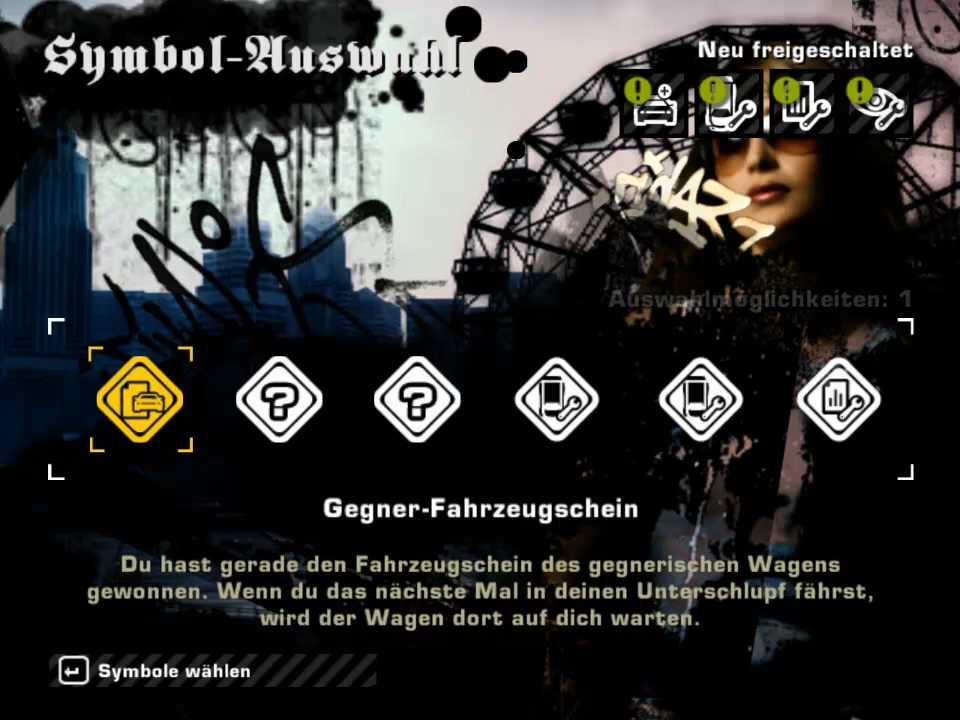 Symbol-Auswahl
Neu freigeschaltet
Auswahlmöglichkeiten: 1
Gegner-Fahrzeugschein
Du hast gerade den Fahrzeugschein des gegnerischen Wagens
gewonnen. Wenn du das nächste Mal in deinen Unterschlupf fährst,
wird der Wagen dort auf dich warten.
Symbole wählen